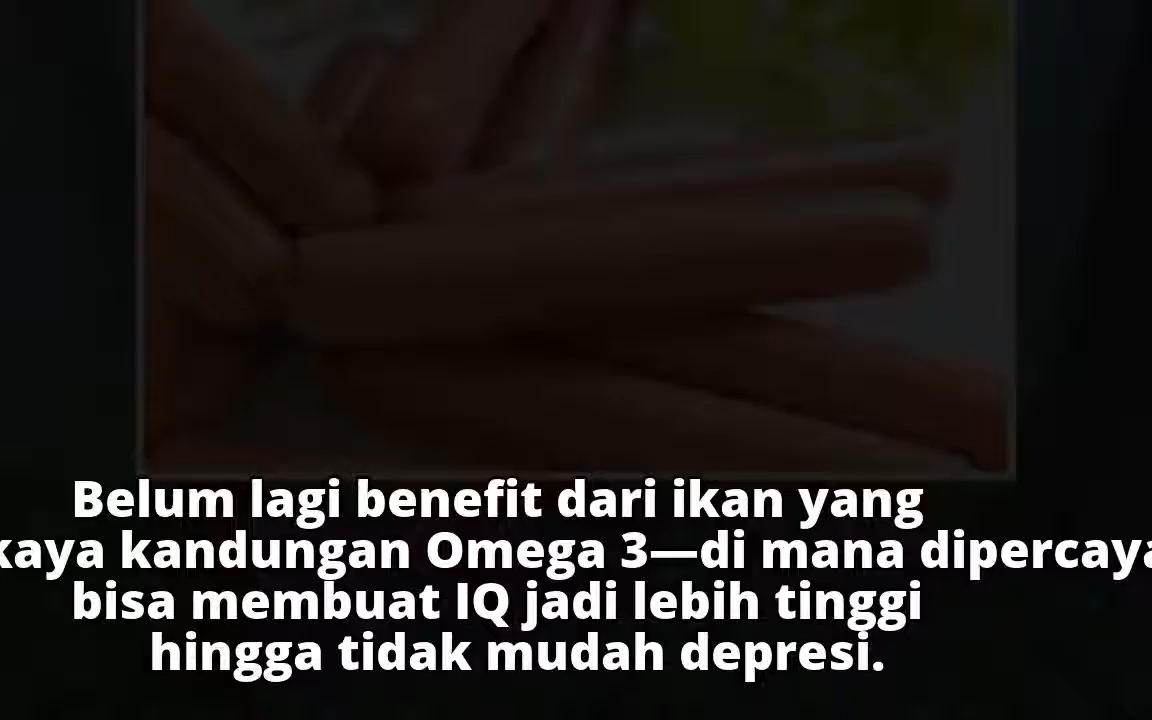 Belum lagi benefit dari ikan yang
kaya kandungan Omega 3—di mana dipercaya
bisa membuat IQ jadi lebih tinggi
hingga tidak mudah depresi.